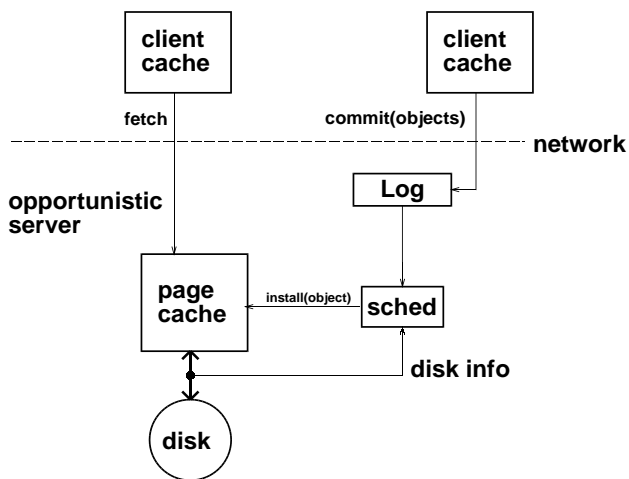 client
cache
client
cache
fetch
commit(objects)
network
opportunistic
server
Log
page
cache
install(object)
sched
disk info
disk